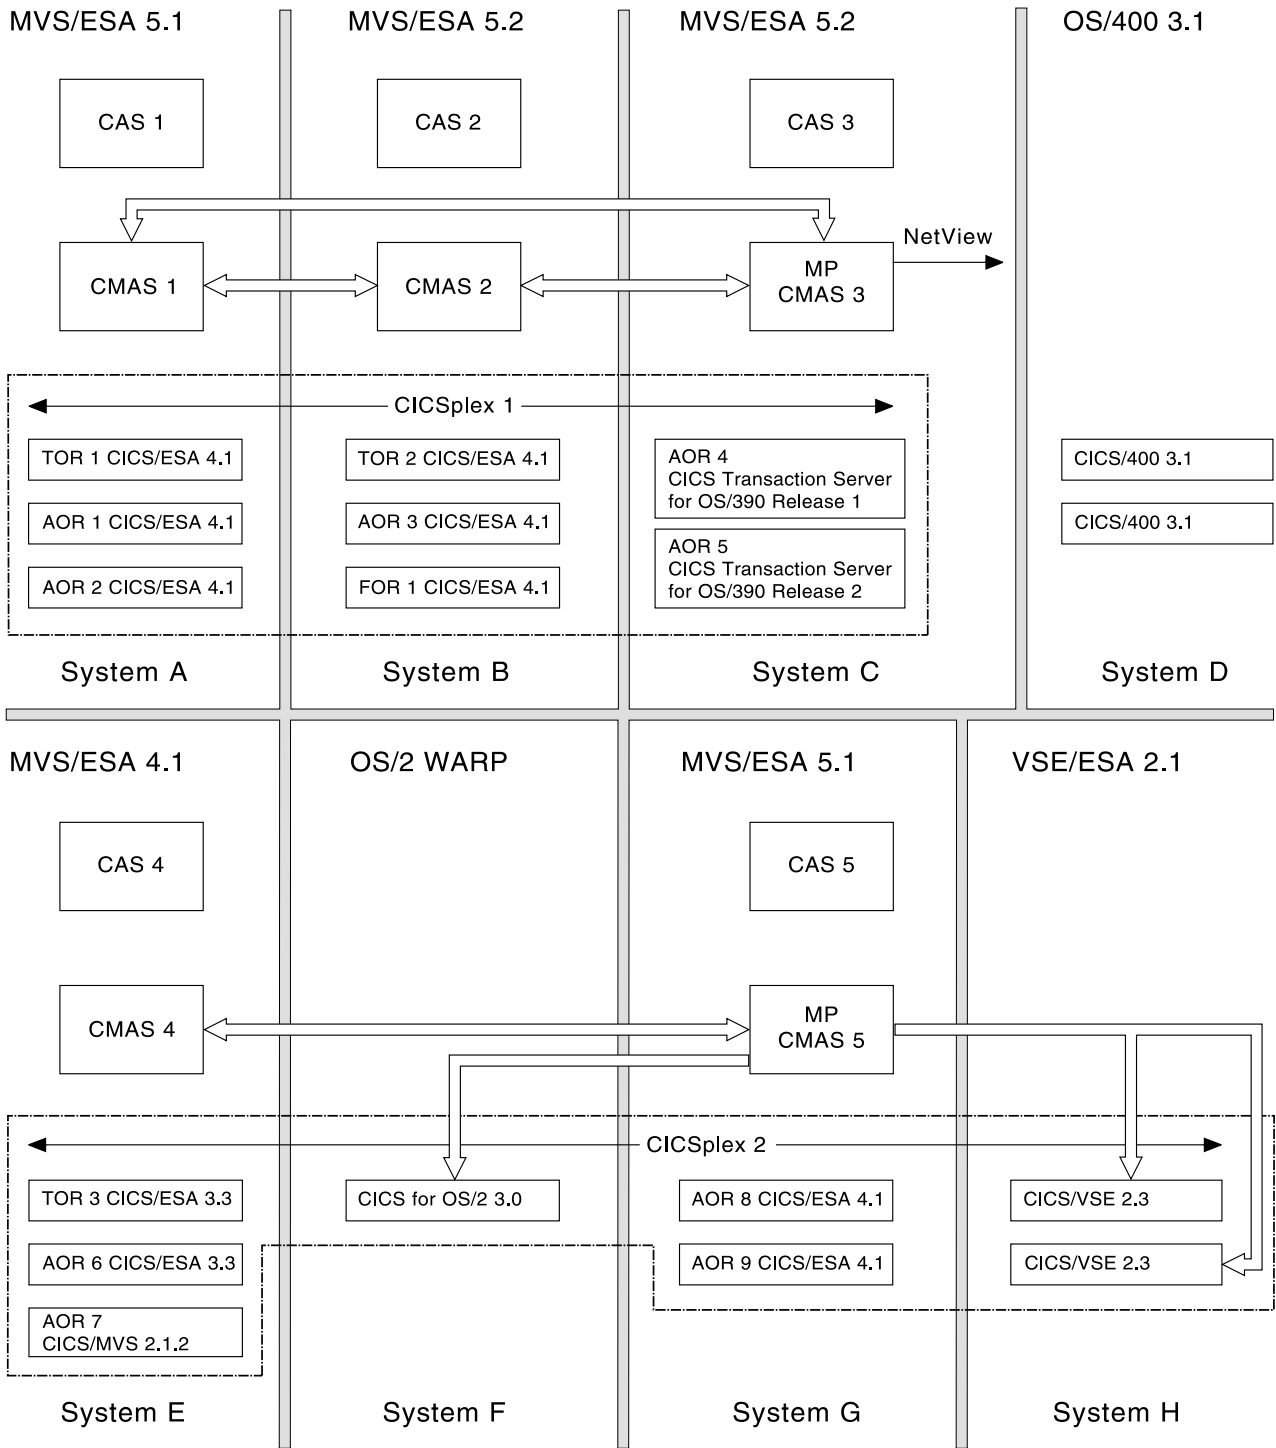 MVS/ESA 5.1
MVS/ESA 5.2
MVS/ESA 5.2
OS/400 3.1
CAS 1
CAS 2
CAS 3
NetView
CMAS 1
CMAS 2
MP
CMAS 3
CICSplex 1
TOR 1 CICS/ESA 4.1
TOR 2 CICS/ESA 4.1
AOR 4
CICS Transaction Server
for OS/390 Release 1
CICS/400 3.1
AOR 1 CICS/ESA 4.1
AOR 3 CICS/ESA 4.1
CICS/400 3.1
AOR 5
CICS Transaction Server
for OS/390 Release 2
AOR 2 CICS/ESA 4.1
FOR 1 CICS/ESA 4.1
System A
System B
System C
System D
MVS/ESA 4.1
OS/2 WARP
MVS/ESA 5.1
VSE/ESA 2.1
CAS 4
CAS 5
CMAS 4
MP
CMAS 5
CICSplex 2
TOR 3 CICS/ESA 3.3
CICS for OS/2 3.0
AOR 8 CICS/ESA 4.1
CICS/VSE 2.3
AOR 6 CICS/ESA 3.3
AOR 9 CICS/ESA 4.1
CICS/VSE 2.3
AOR 7
CICS/MVS 2.1.2
System E
System F
System G
System H